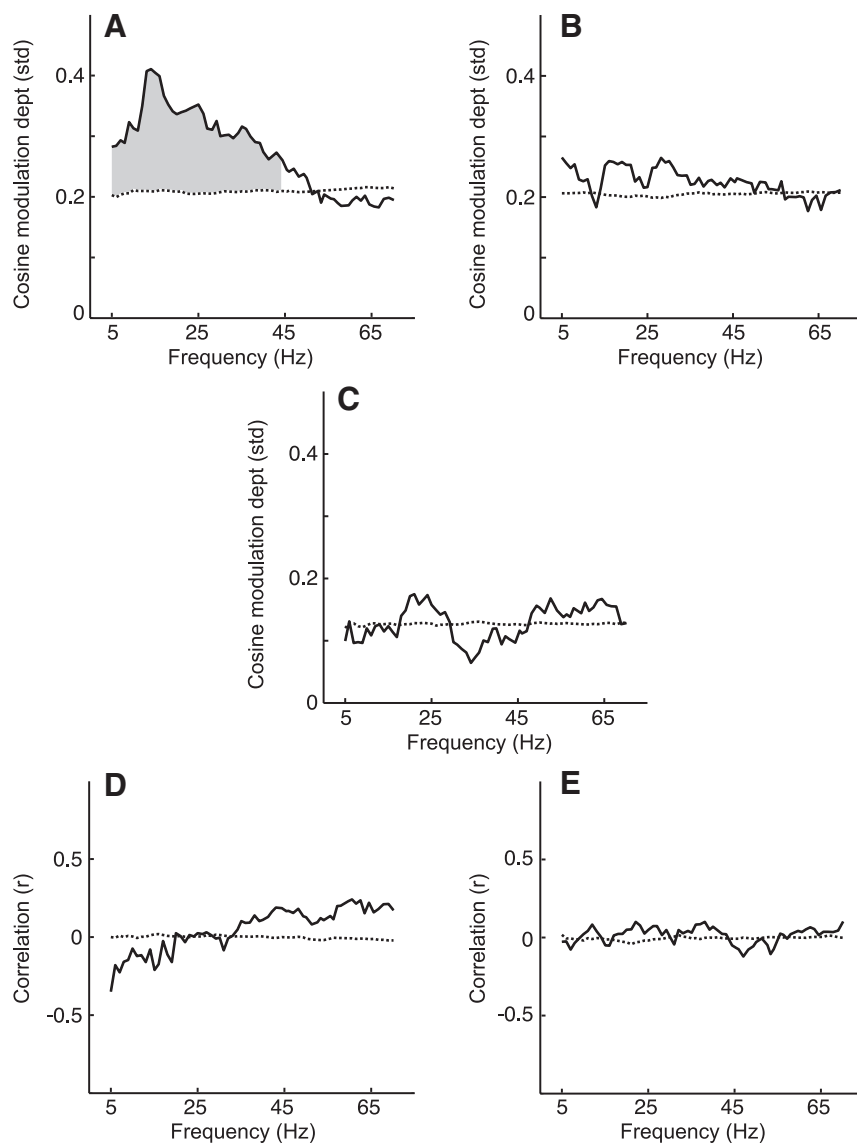 A
Cosine modulation dept (std)
0.4
0.2
0
5 25 45 65
Frequency (Hz)
B
Cosine modulation dept (std)
0.4
0.2
0
5 25 45 65
Frequency (Hz)
C
Cosine modulation dept (std)
0.4
0.2
0
5 25 45 65
Frequency (Hz)
D
Correlation (r)
0.5
0
-0.5
5 25 45 65
Frequency (Hz)
E
Correlation (r)
0.5
0
-0.5
5 25 45 65
Frequency (Hz)